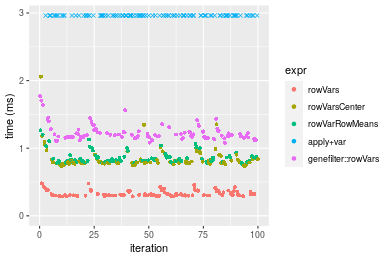 3
2
1
0
time (ms)
0
25
50
75
100
iteration
expr
rowVars
rowVarsCenter
rowVarRowMeans
apply+var
genefilter::rowVars